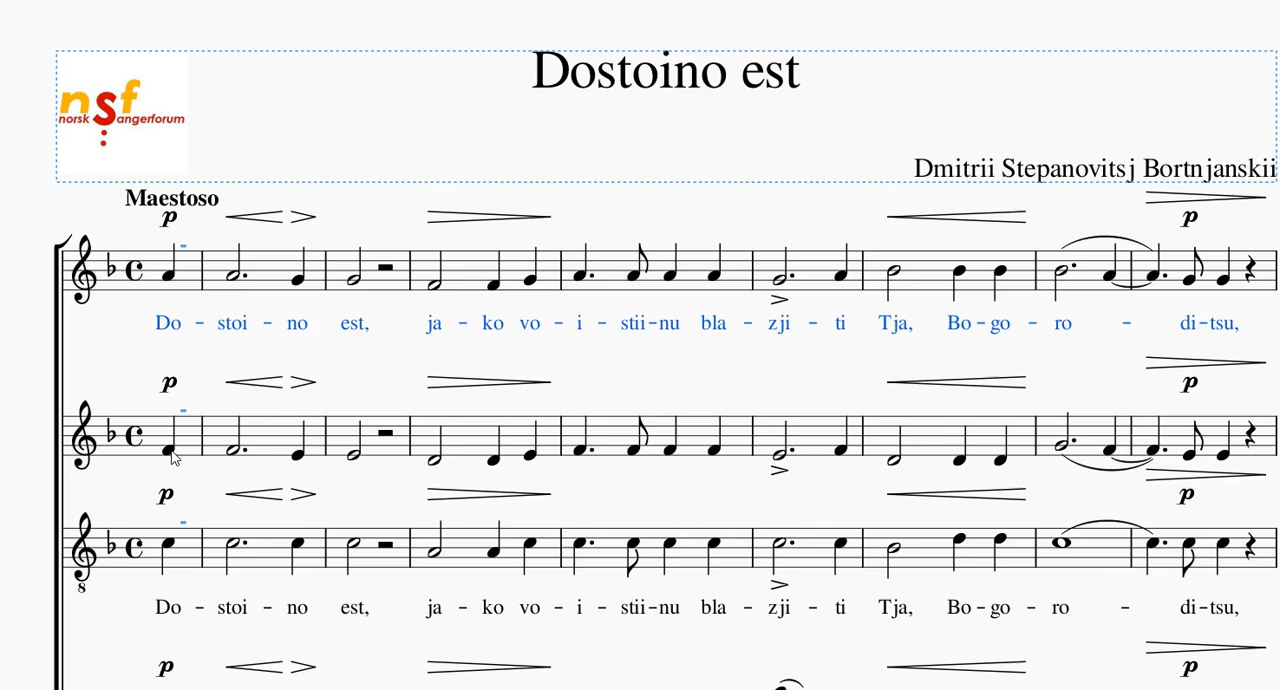 Dostoino est
nsf
norsk sangerforum
Dmitrii Stepanovitsj Bortnjanskii
Maestoso
p p
Do - stoi - no est, ja - ko vo - i - stii - nu bla - zji - ti Tja, Bo - go - ro - di - tsu,
p p
p p
8
Do - stoi - no est, ja - ko vo - i - stii - nu bla - zji - ti Tja, Bo - go - ro - di - tsu,
p p